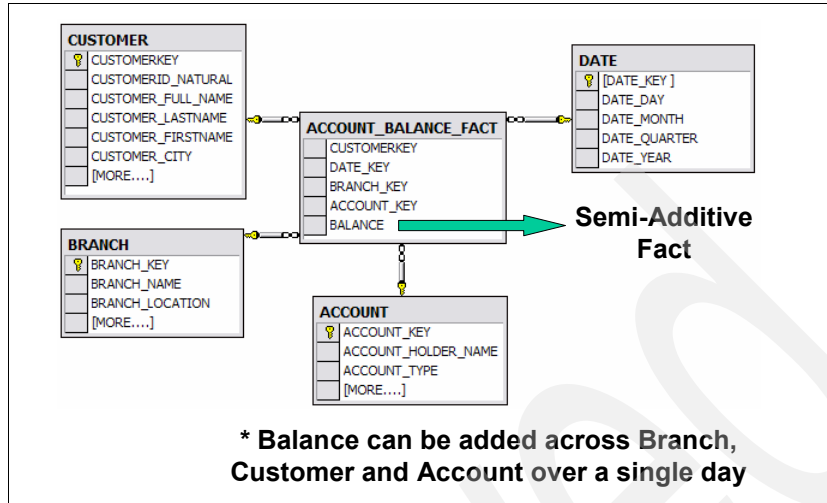 CUSTOMER
CUSTOMERKEY
CUSTOMERID_NATURAL
CUSTOMER_FULL_NAME
CUSTOMER_LASTNAME
CUSTOMER_FIRSTNAME
CUSTOMER_CITY
[MORE....]
DATE
[DATE_KEY ]
DATE_DAY
DATE_MONTH
DATE_QUARTER
DATE_YEAR
ACCOUNT_BALANCE_FACT
CUSTOMERKEY
DATE_KEY
BRANCH_KEY
ACCOUNT_KEY
BALANCE
Semi-Additive
Fact
BRANCH
BRANCH_KEY
BRANCH_NAME
BRANCH_LOCATION
[MORE....]
ACCOUNT
ACCOUNT_KEY
ACCOUNT_HOLDER_NAME
ACCOUNT_TYPE
[MORE....]
* Balance can be added across Branch,
Customer and Account over a single day